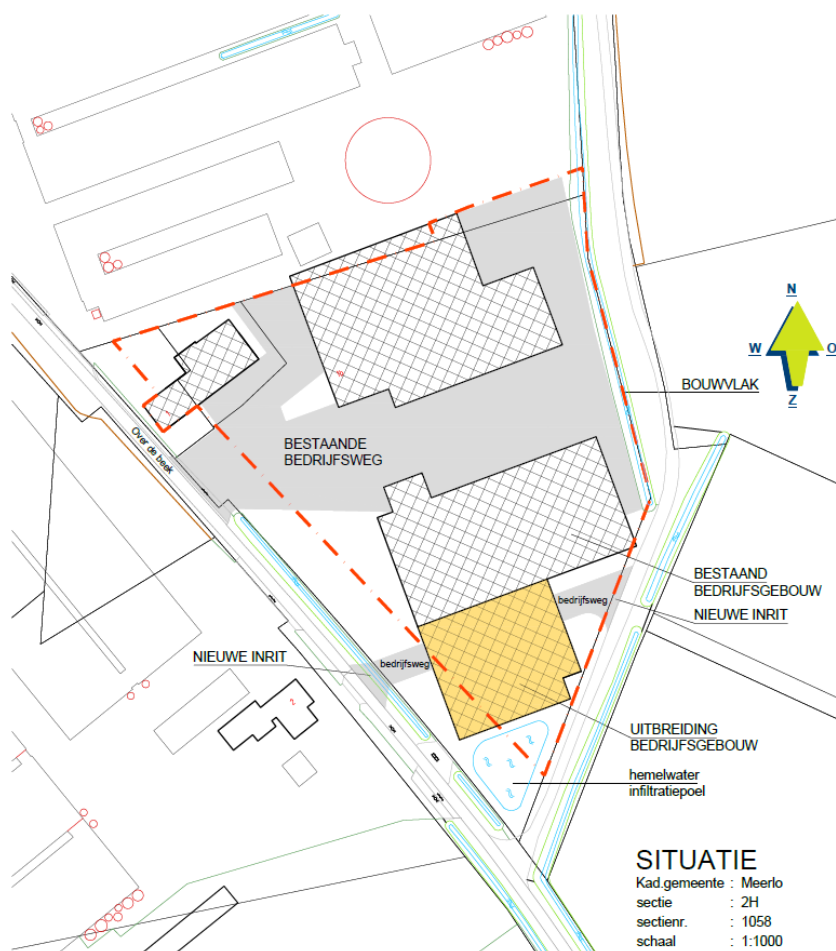 N
W
O
Z
BOUWVLAK
Over de beek
BESTAANDE
BEDRIJFSWEG
BESTAAND
BEDRIJFSGEBOUW
bedrijfsweg
NIEUWE INRIT
NIEUWE INRIT
bedrijfsweg
UITBREIDING
BEDRIJFSGEBOUW
hemelwater
infiltratiepoel
SITUATIE
Kad.gemeente : Meerlo
sectie : 2H
sectienr. : 1058
schaal : 1:1000